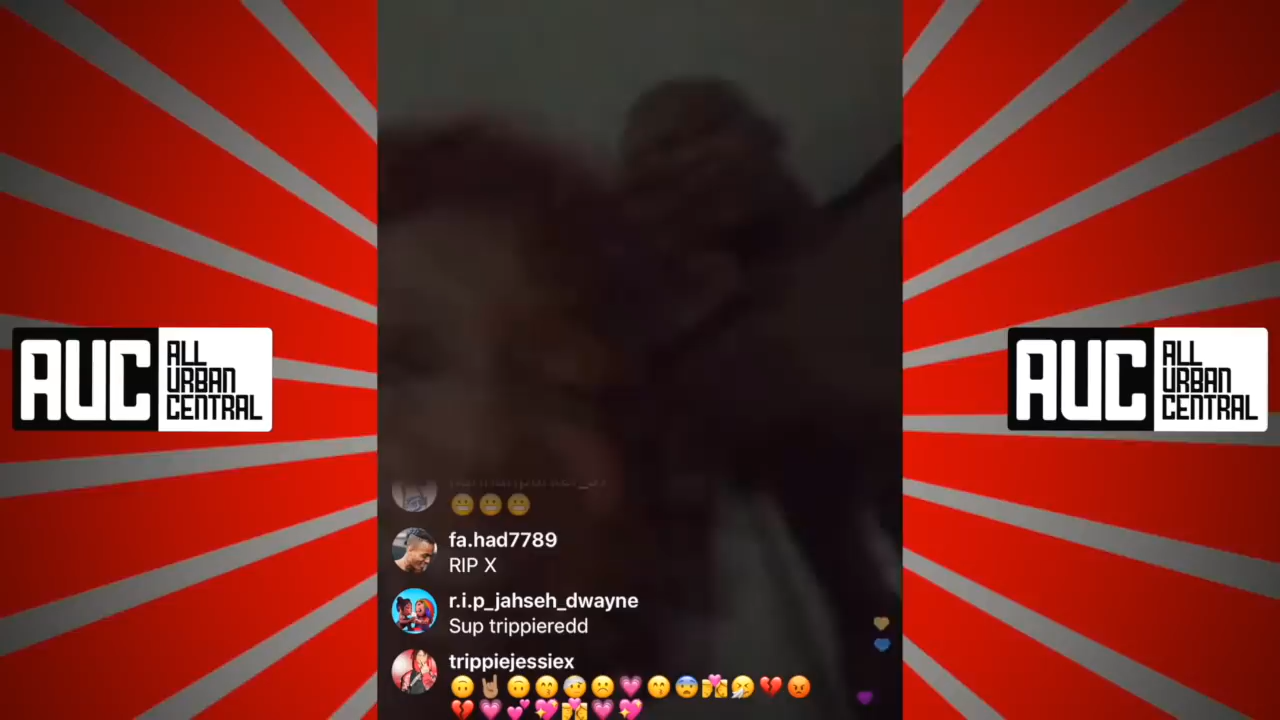 AUC
ALL
URBAN
CENTRAL
fa.had7789
RIP X
r.i.p_jahseh_dwayne
Sup trippieredd
trippiejessiex
🙃🤘🏽🙃😙🤕☹️💗😙😨💏🤧💔😡
💔💗💕💖💏💗💖
😬😬😬
AUC
ALL
URBAN
CENTRAL